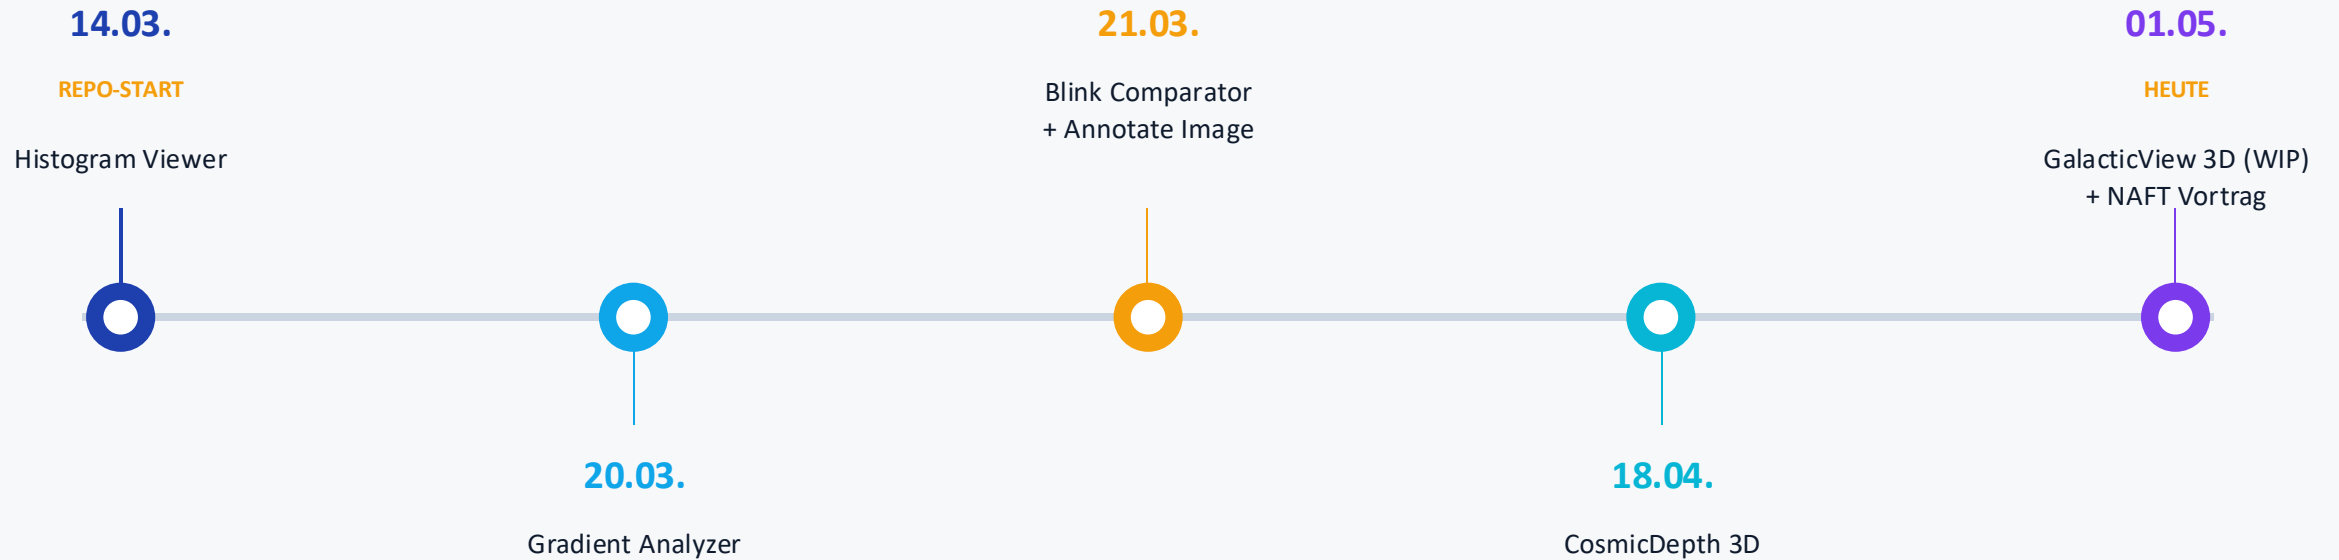 14.03.
REPO-START
Histogram Viewer
20.03.
Gradient Analyzer
21.03.
Blink Comparator
+ Annotate Image
18.04.
CosmicDepth 3D
01.05.
HEUTE
GalacticView 3D (WIP)
+ NAFT Vortrag